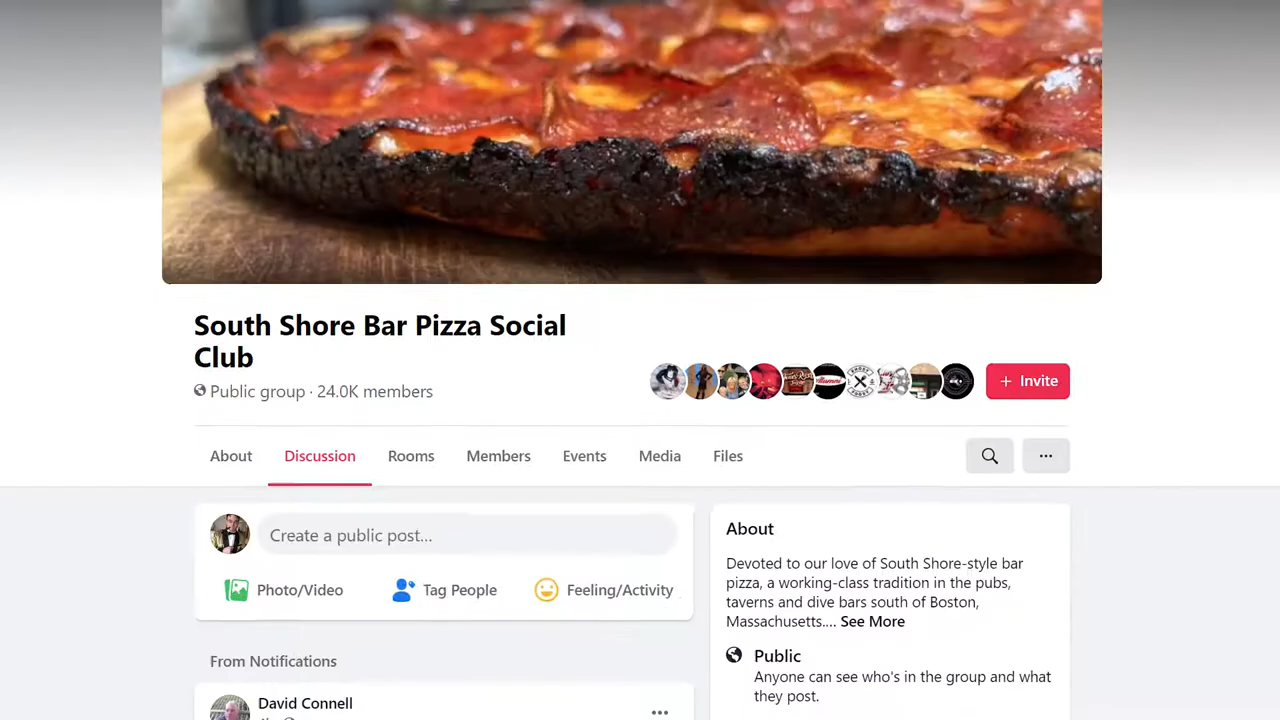 South Shore Bar Pizza Social
Club
Public group · 24.0K members
+ Invite
About
Discussion
Rooms
Members
Events
Media
Files
Create a public post...
Photo/Video
Tag People
Feeling/Activity
From Notifications
David Connell
About
Devoted to our love of South Shore-style bar
pizza, a working-class tradition in the pubs,
taverns and dive bars south of Boston,
Massachusetts.... See More
Public
Anyone can see who's in the group and what
they post.